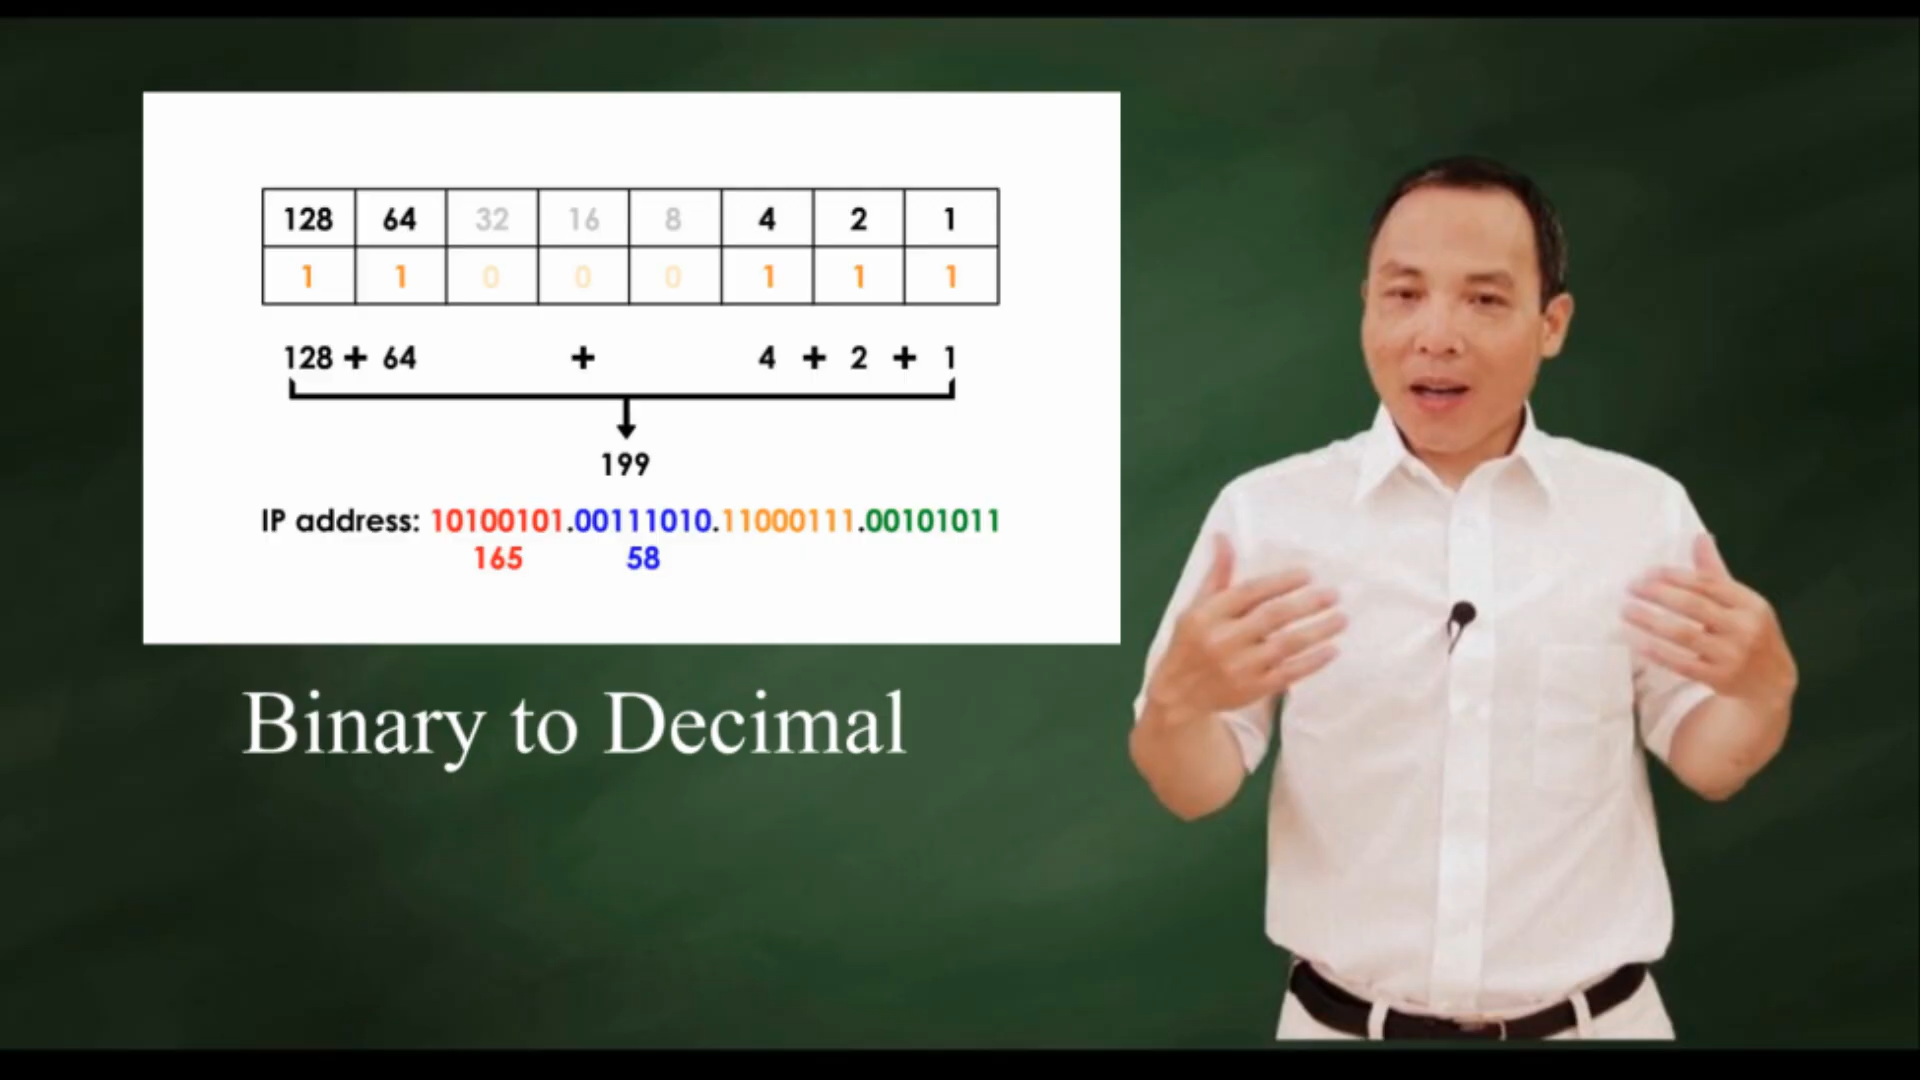 128 64 32 16 8 4 2 1
1 1 0 0 0 1 1 1
128 + 64 + 4 + 2 + 1
199
IP address: 10100101.00111010.11000111.00101011
165 58
Binary to Decimal